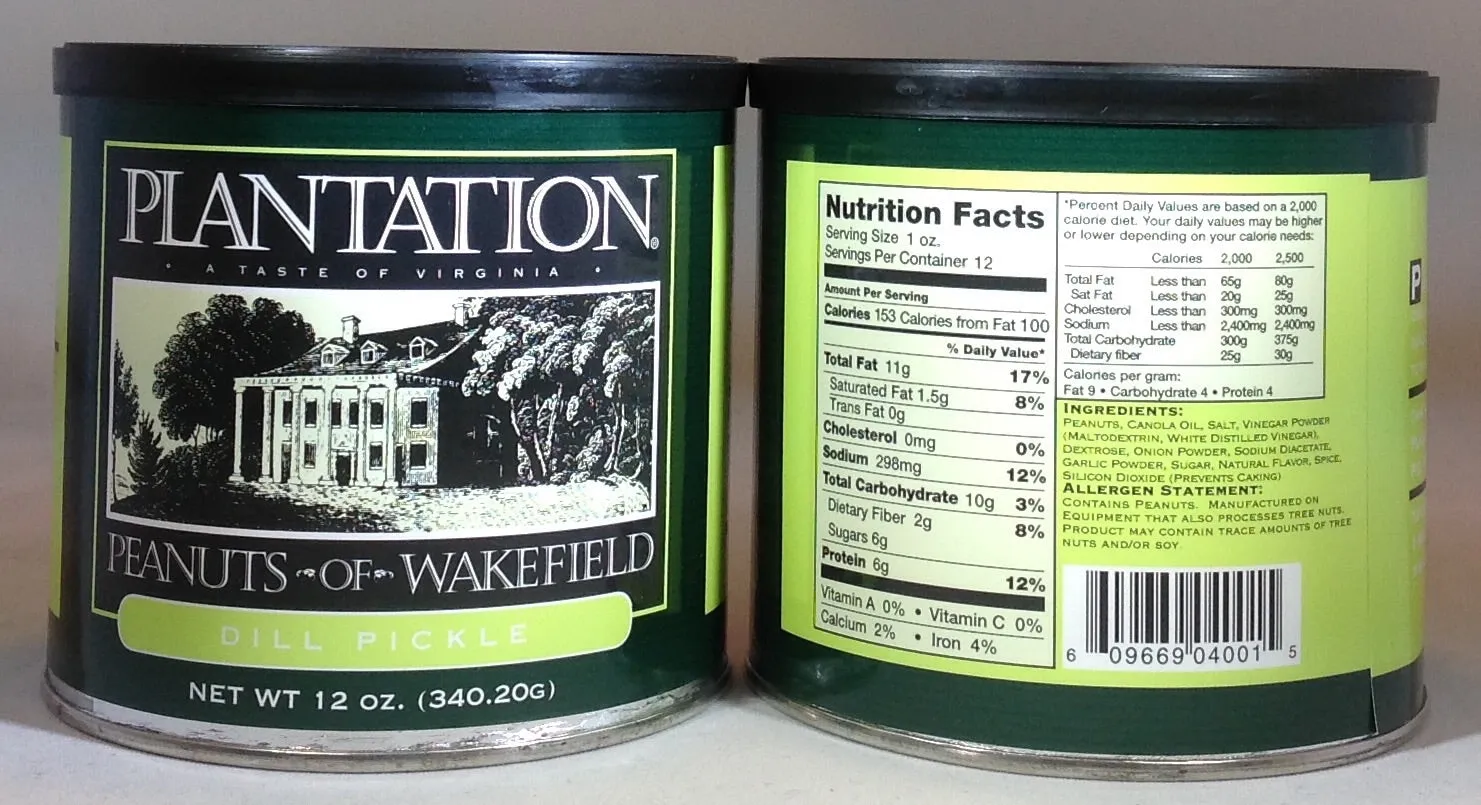 PLANTATION®
• A TASTE OF VIRGINIA •
PEANUTS OF WAKEFIELD
DILL PICKLE
NET WT 12 OZ. (340.20G)
Nutrition Facts
Serving Size 1 oz.
Servings Per Container 12
Amount Per Serving
Calories 153 Calories from Fat 100
% Daily Value*
Total Fat 11g 17%
Saturated Fat 1.5g 8%
Trans Fat 0g
Cholesterol 0mg 0%
Sodium 298mg 12%
Total Carbohydrate 10g 3%
Dietary Fiber 2g 8%
Sugars 6g
Protein 6g 12%
Vitamin A 0% • Vitamin C 0%
Calcium 2% • Iron 4%
*Percent Daily Values are based on a 2,000
calorie diet. Your daily values may be higher
or lower depending on your calorie needs:
Calories 2,000 2,500
Total Fat Less than 65g 80g
Sat Fat Less than 20g 25g
Cholesterol Less than 300mg 300mg
Sodium Less than 2,400mg 2,400mg
Total Carbohydrate 300g 375g
Dietary fiber 25g 30g
Calories per gram:
Fat 9 • Carbohydrate 4 • Protein 4
INGREDIENTS:
PEANUTS, CANOLA OIL, SALT, VINEGAR POWDER
(MALTODEXTRIN, WHITE DISTILLED VINEGAR),
DEXTROSE, ONION POWDER, SODIUM DIACETATE,
GARLIC POWDER, SUGAR, NATURAL FLAVOR, SPICE,
SILICON DIOXIDE (PREVENTS CAKING)
ALLERGEN STATEMENT:
CONTAINS PEANUTS. MANUFACTURED ON
EQUIPMENT THAT ALSO PROCESSES TREE NUTS.
PRODUCT MAY CONTAIN TRACE AMOUNTS OF TREE
NUTS AND/OR SOY.
6 09669 04001 5
P